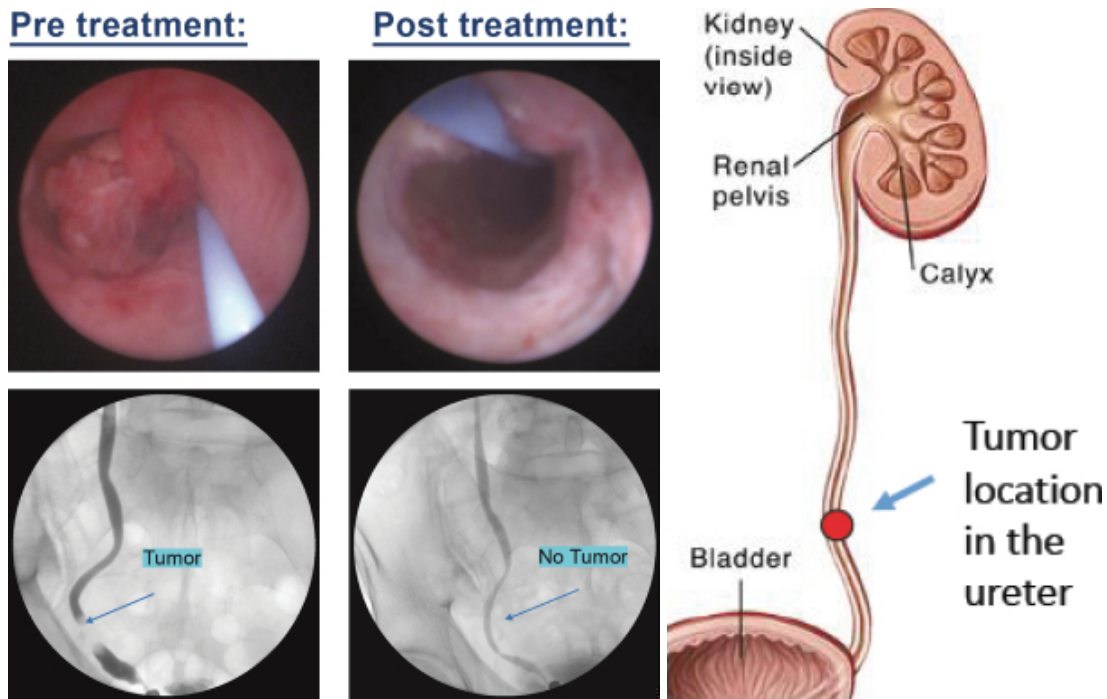 Pre treatment:
Post treatment:
Tumor
No Tumor
Kidney
(inside
view)
Renal
pelvis
Calyx
Tumor
location
in the
ureter
Bladder